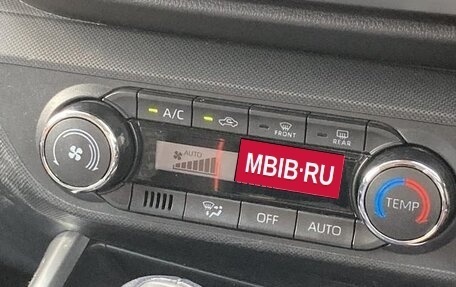 A/C
FRONT
REAR
AUTO
MBIB·RU
TEMP
OFF
AUTO